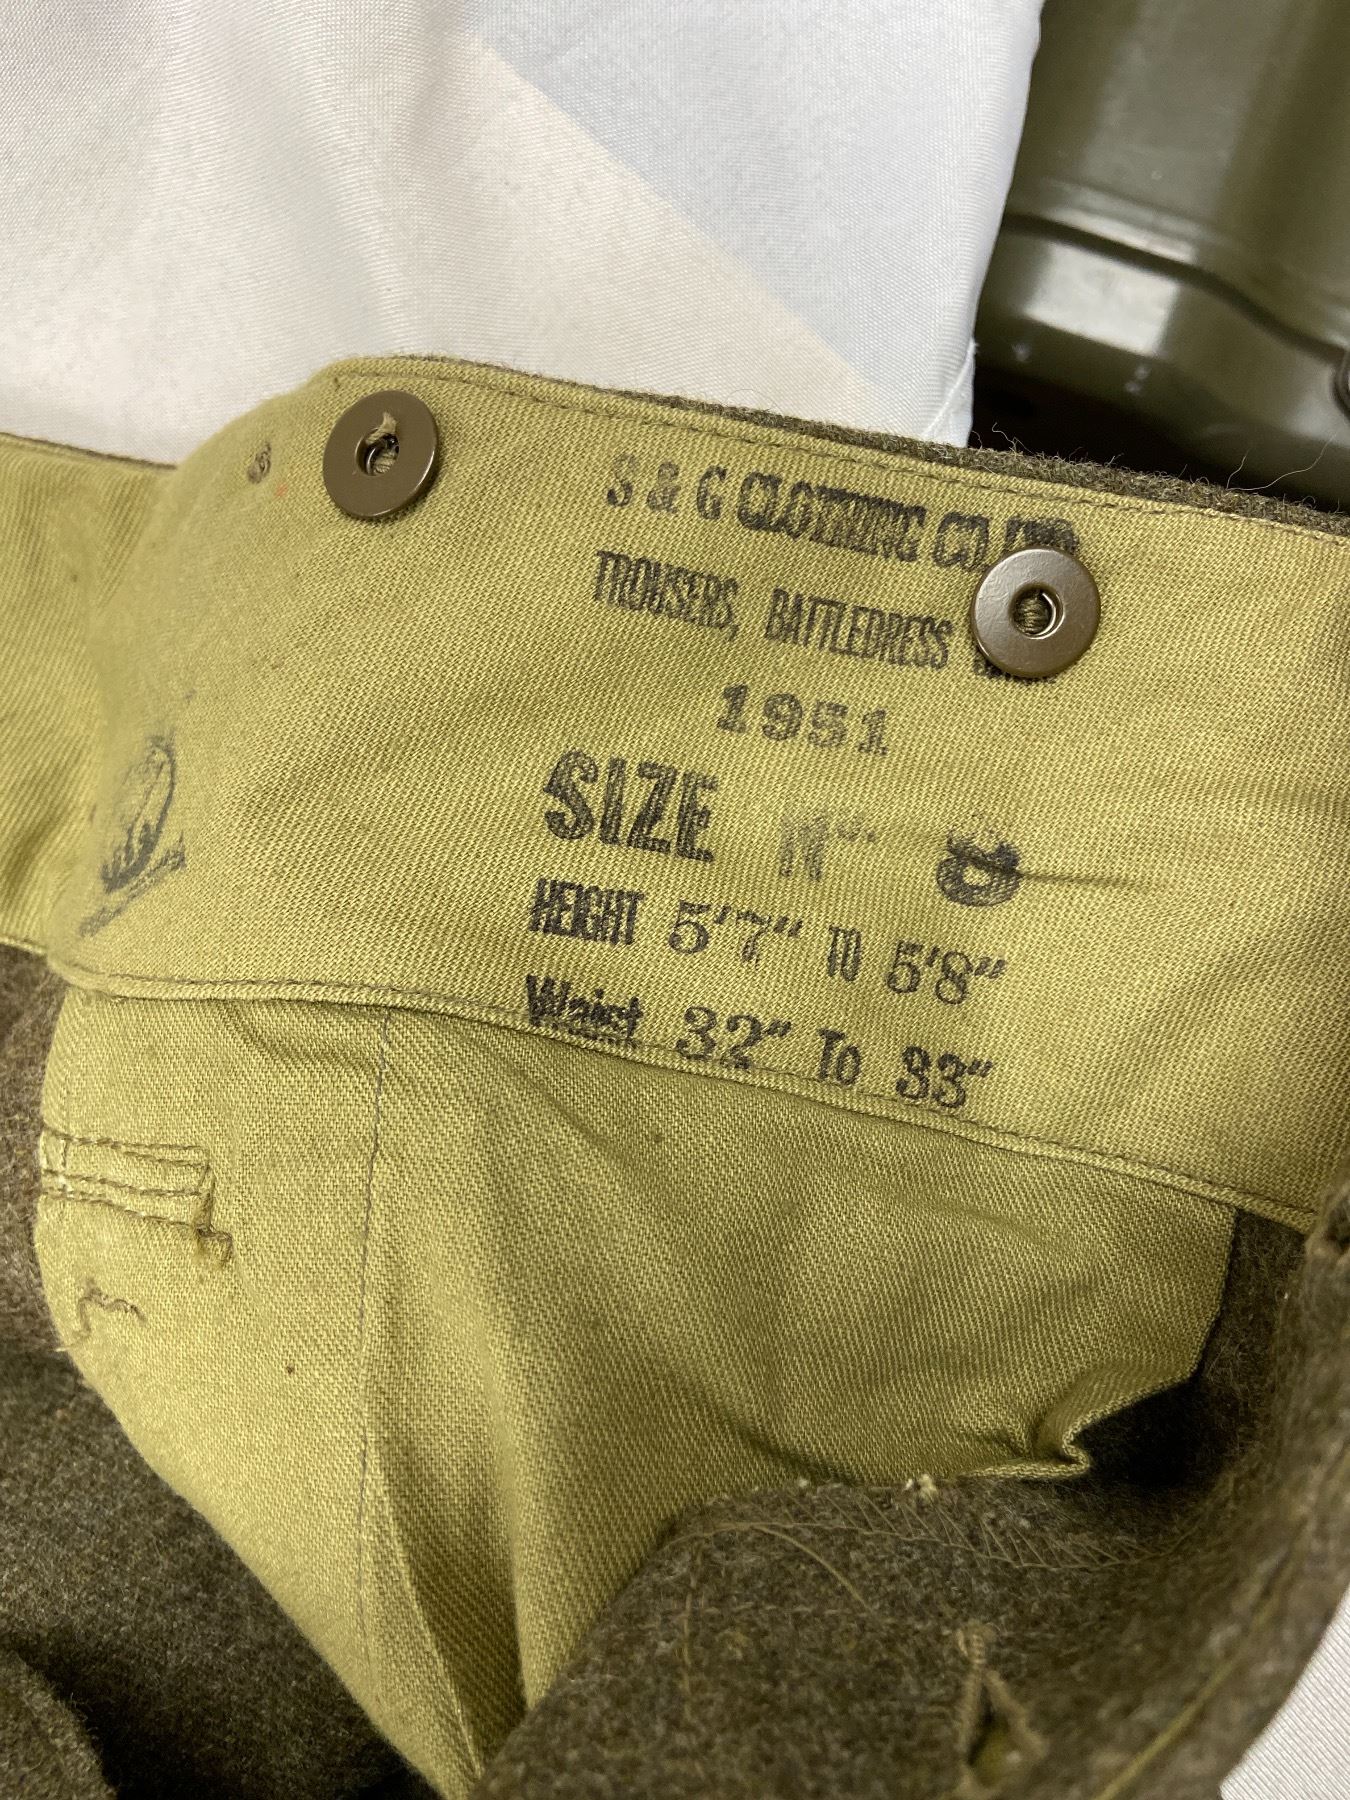 S & G CLOTHING CO. LTD
TROUSERS, BATTLEDRESS
1951
SIZE Nº 8
HEIGHT 5'7" TO 5'8"
Waist 32" To 33"